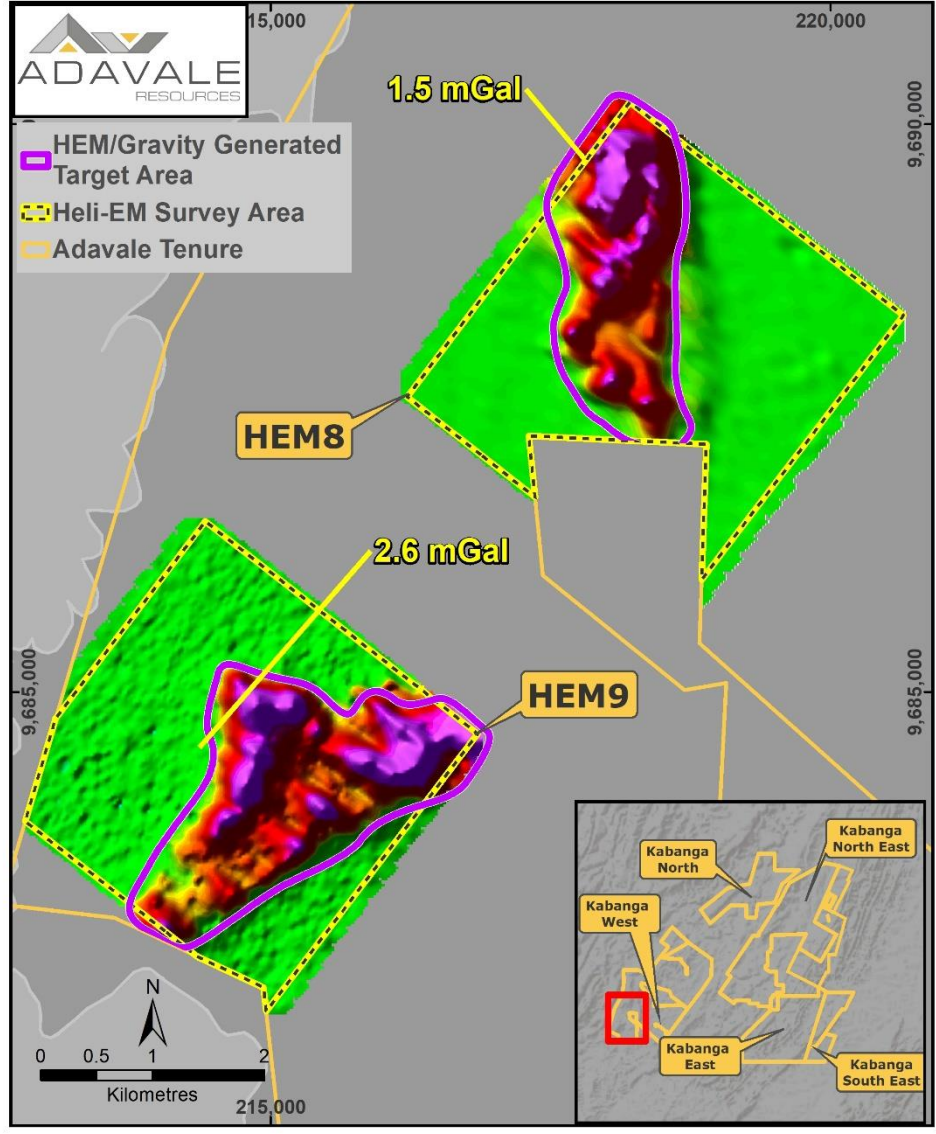 15,000
220,000
ADAVALE
RESOURCES
1.5 mGal
9,690,000
HEM/Gravity Generated
Target Area
Heli-EM Survey Area
Adavale Tenure
HEM8
2.6 mGal
9,685,000
9,685,000
HEM9
Kabanga
North East
Kabanga
North
Kabanga
West
Kabanga
East
Kabanga
South East
N
0 0.5 1 2
Kilometres
215,000